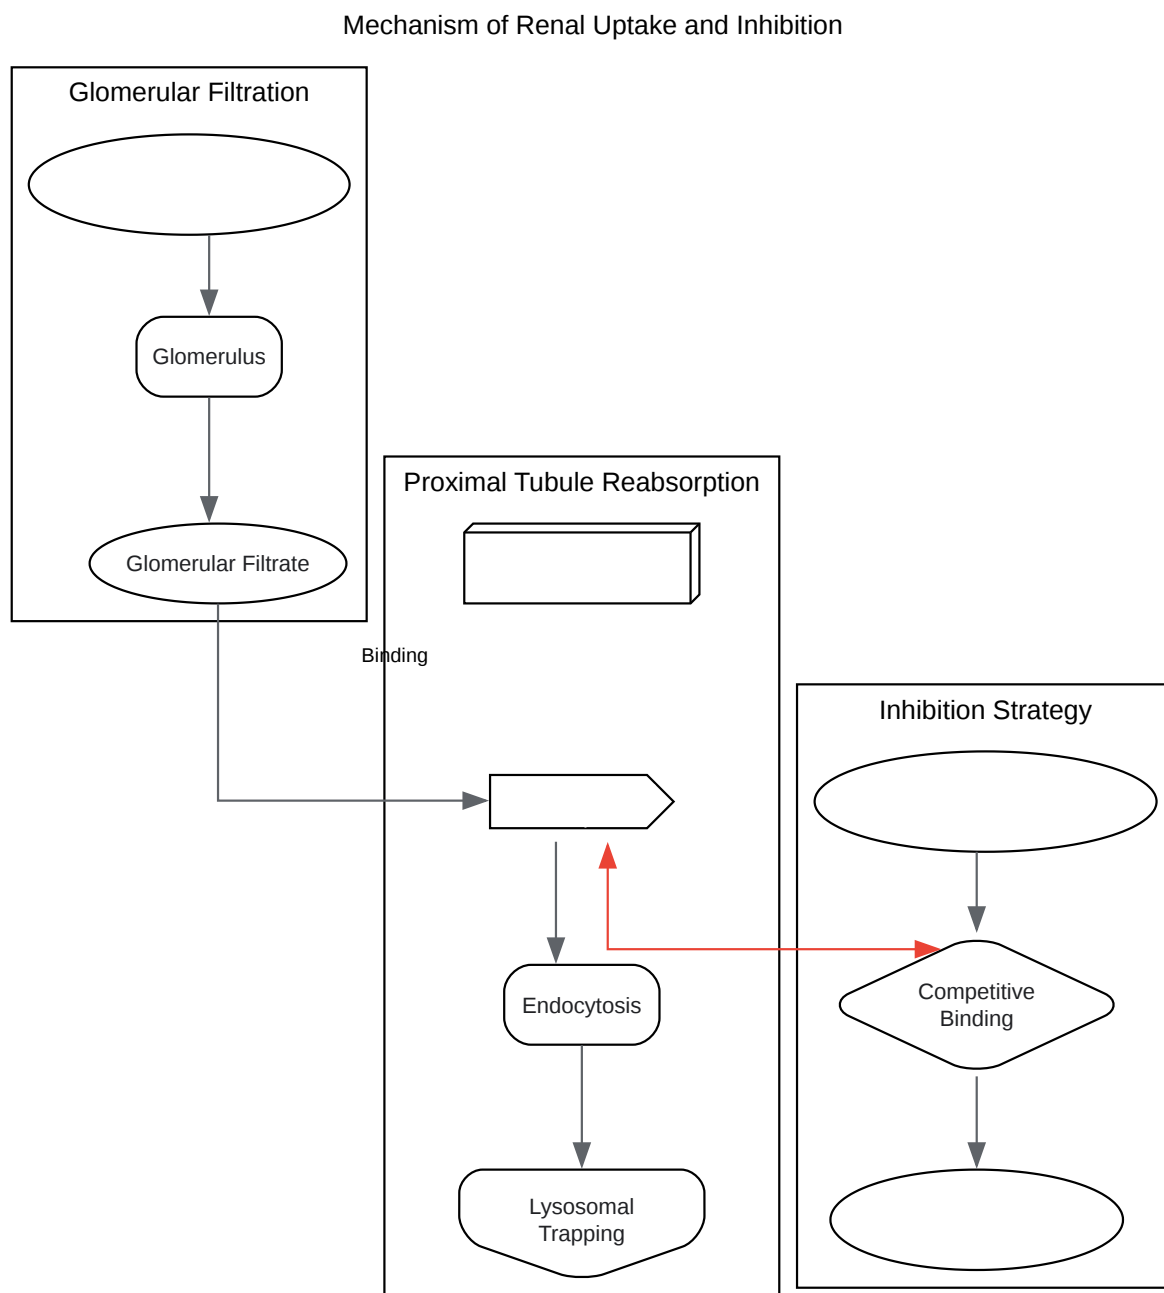 Mechanism of Renal Uptake and Inhibition
Glomerular Filtration
Glomerulus
Glomerular Filtrate
Proximal Tubule Reabsorption
Binding
Endocytosis
Lysosomal
Trapping
Inhibition Strategy
Competitive
Binding